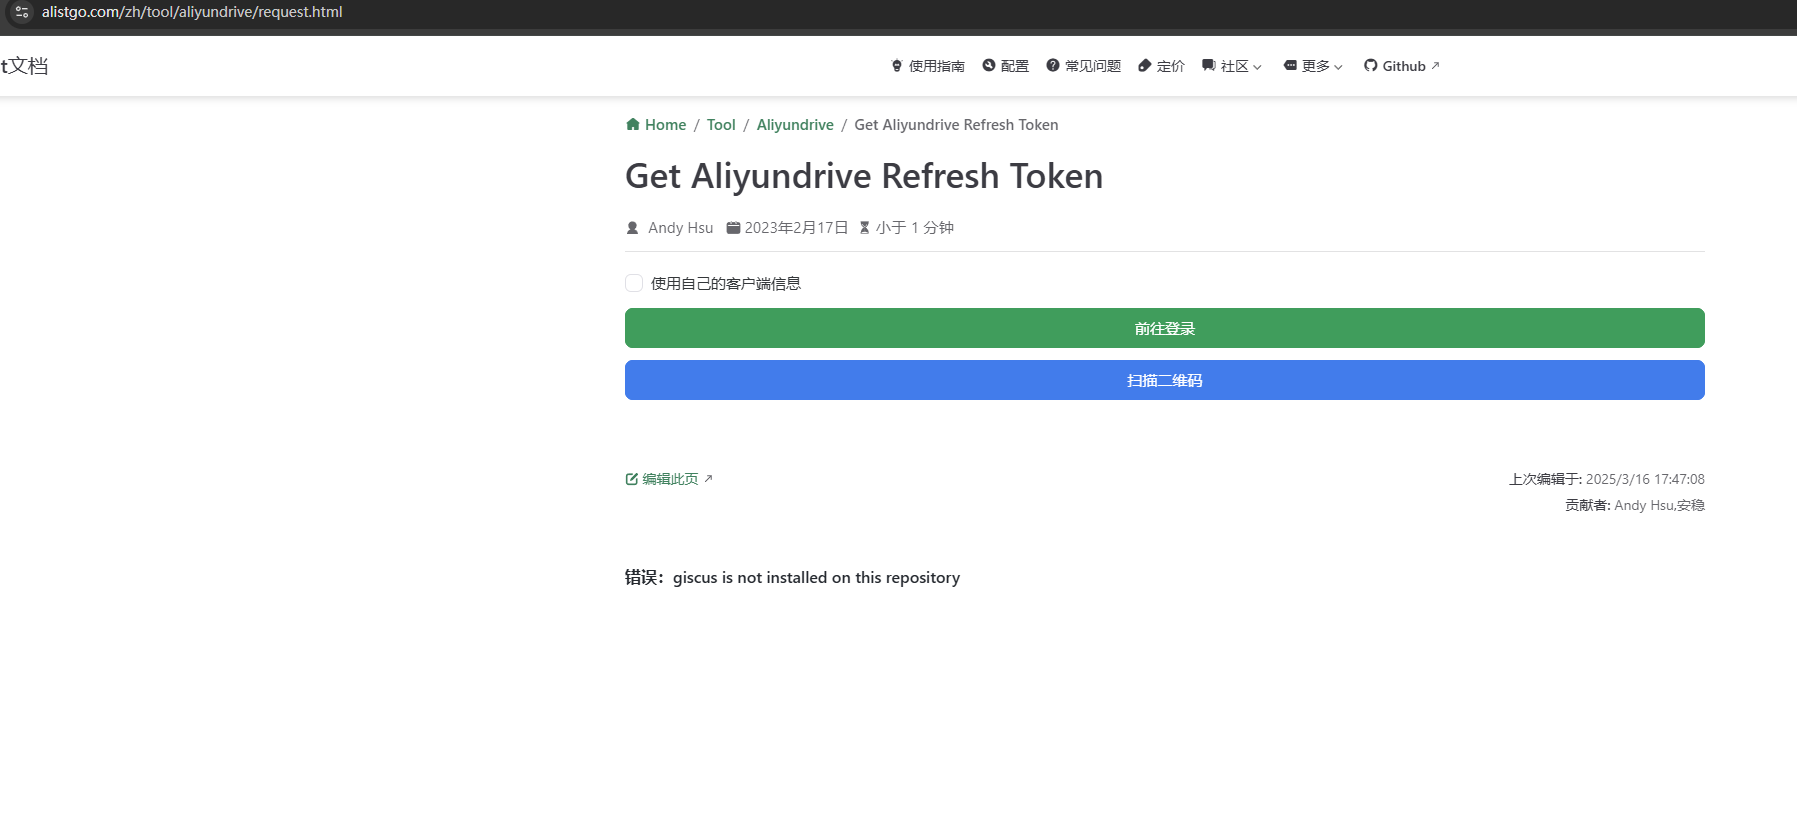 alistgo.com/zh/tool/aliyundrive/request.html
t文档
使用指南 配置 常见问题 定价 社区 更多 Github
Home / Tool / Aliyundrive / Get Aliyundrive Refresh Token
Get Aliyundrive Refresh Token
Andy Hsu 2023年2月17日 小于 1 分钟
使用自己的客户端信息
前往登录
扫描二维码
编辑此页
上次编辑于: 2025/3/16 17:47:08
贡献者: Andy Hsu,安稳
错误：giscus is not installed on this repository